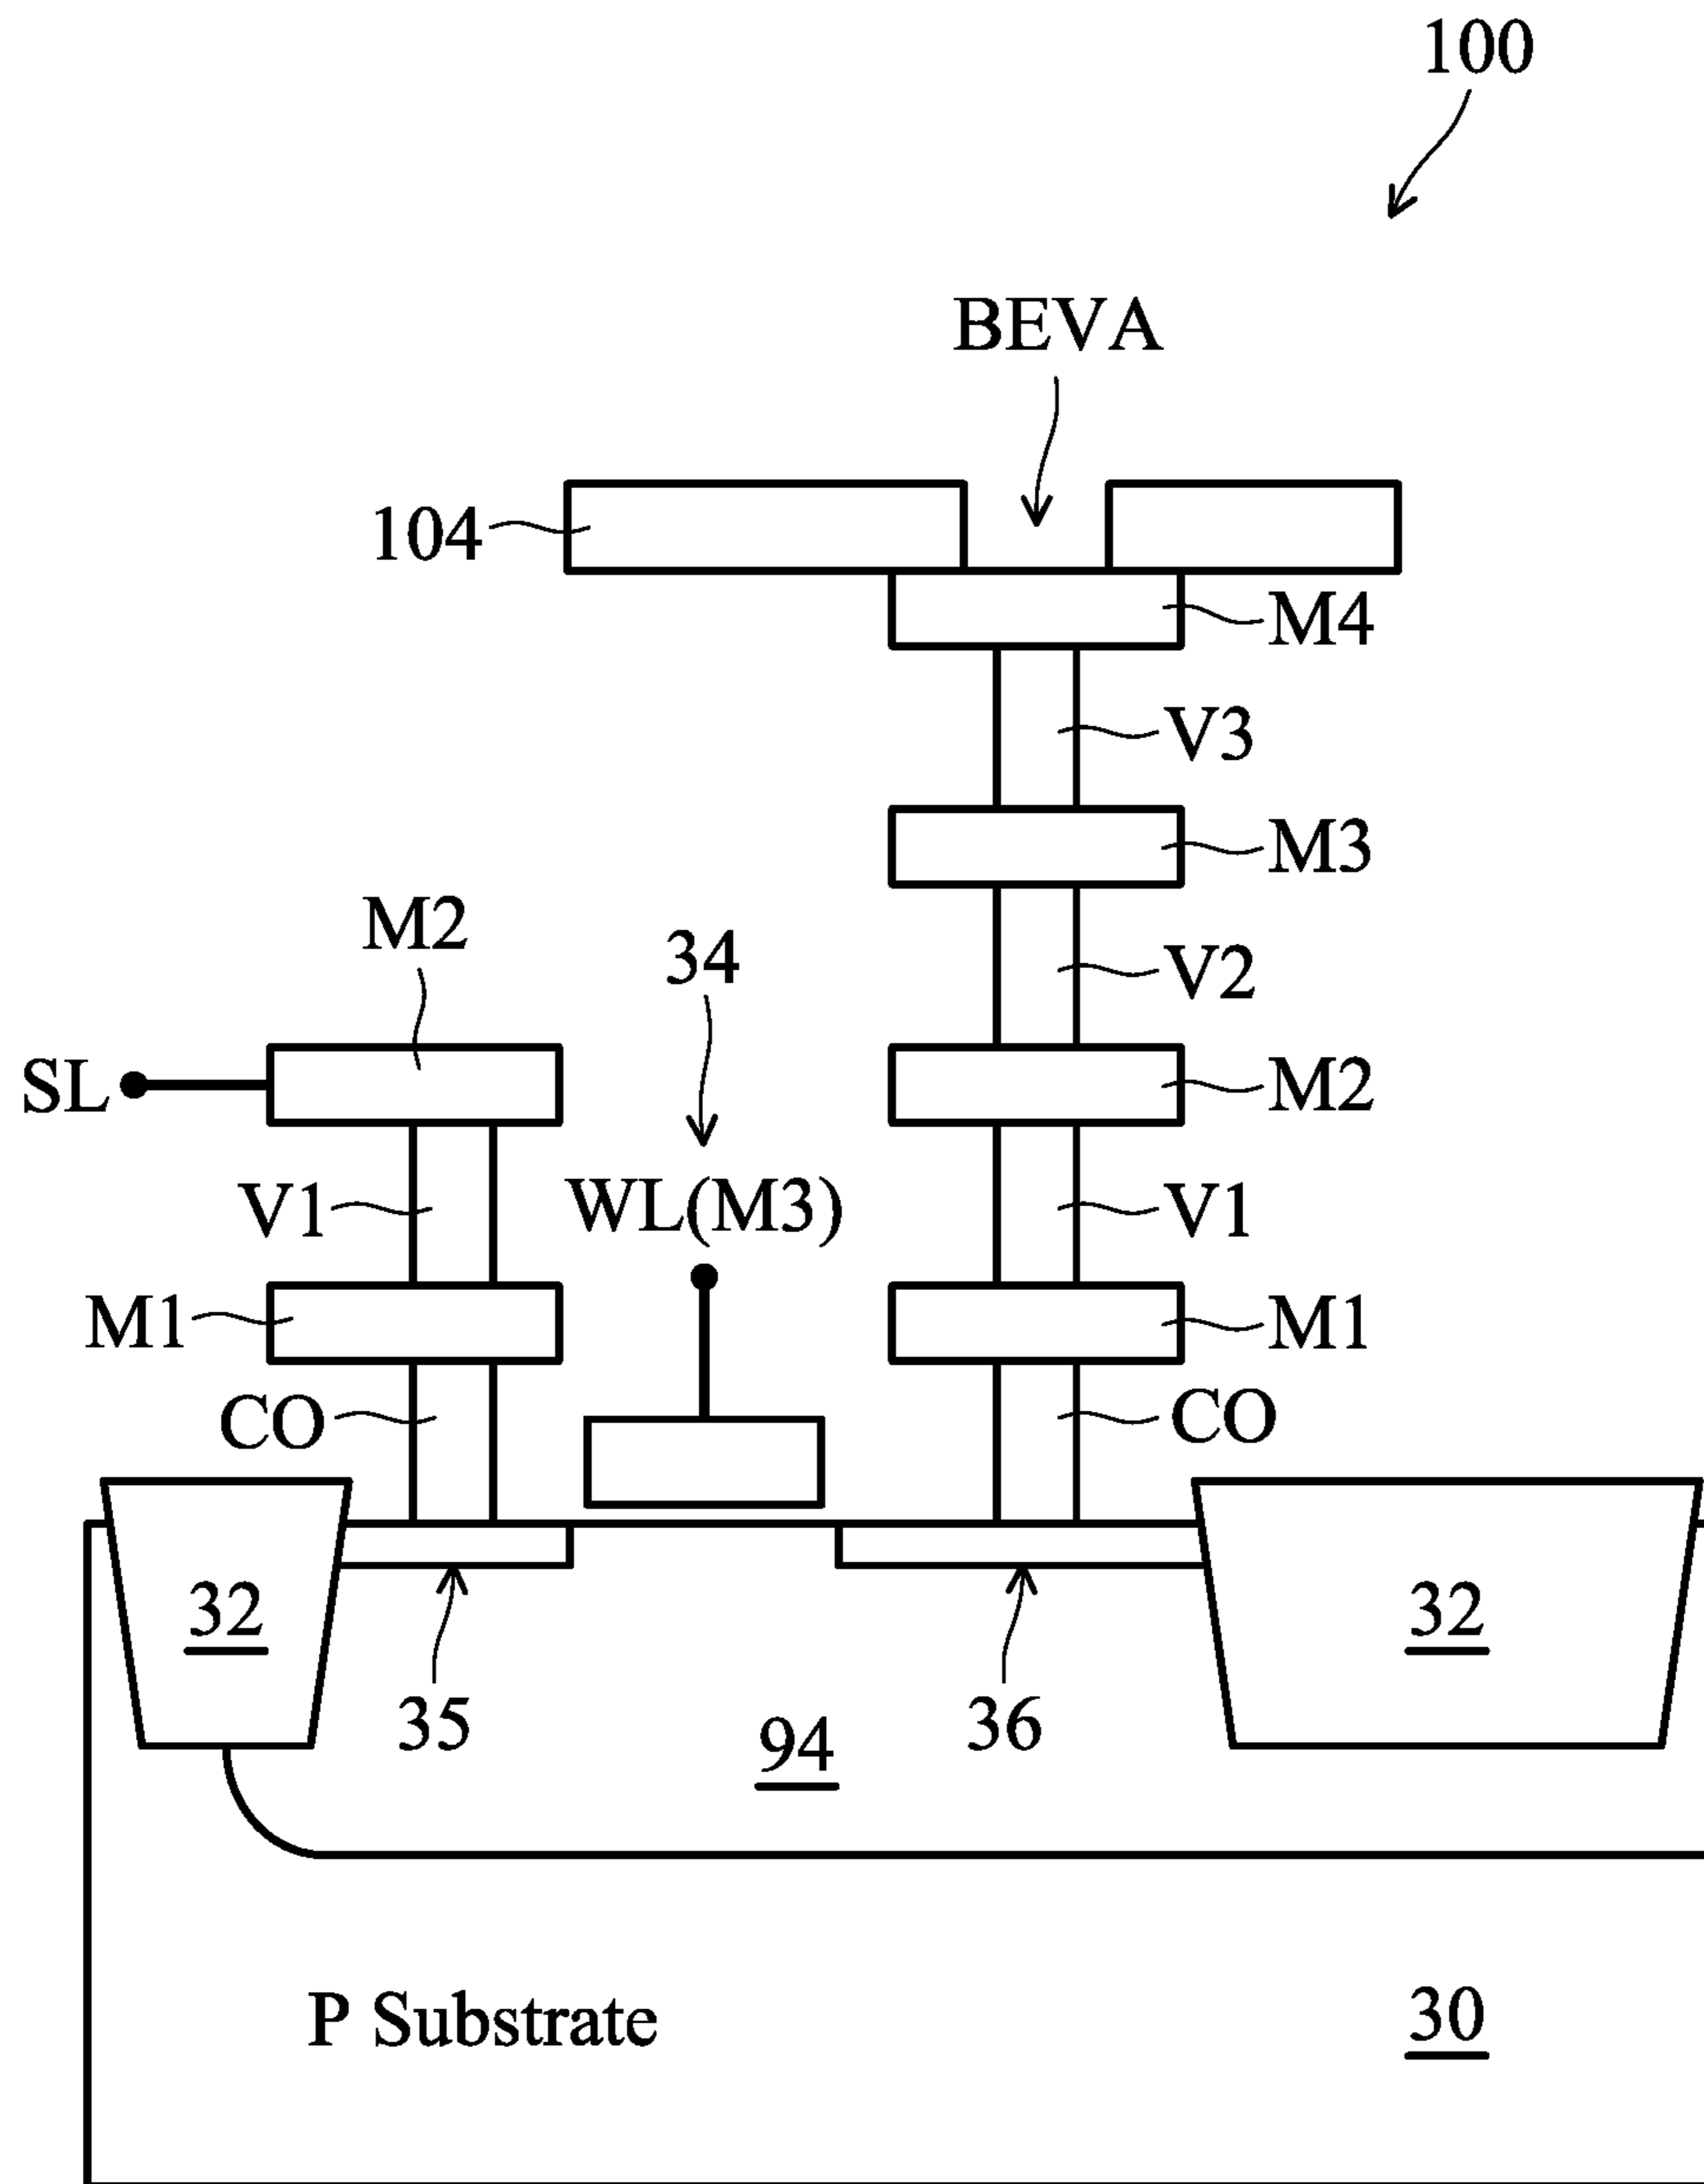 100
BEVA
104
M4
V3
M3
M2
34
V2
SL
M2
V1
WL(M3)
V1
M1
M1
CO
CO
32
32
35
94
36
P Substrate
30